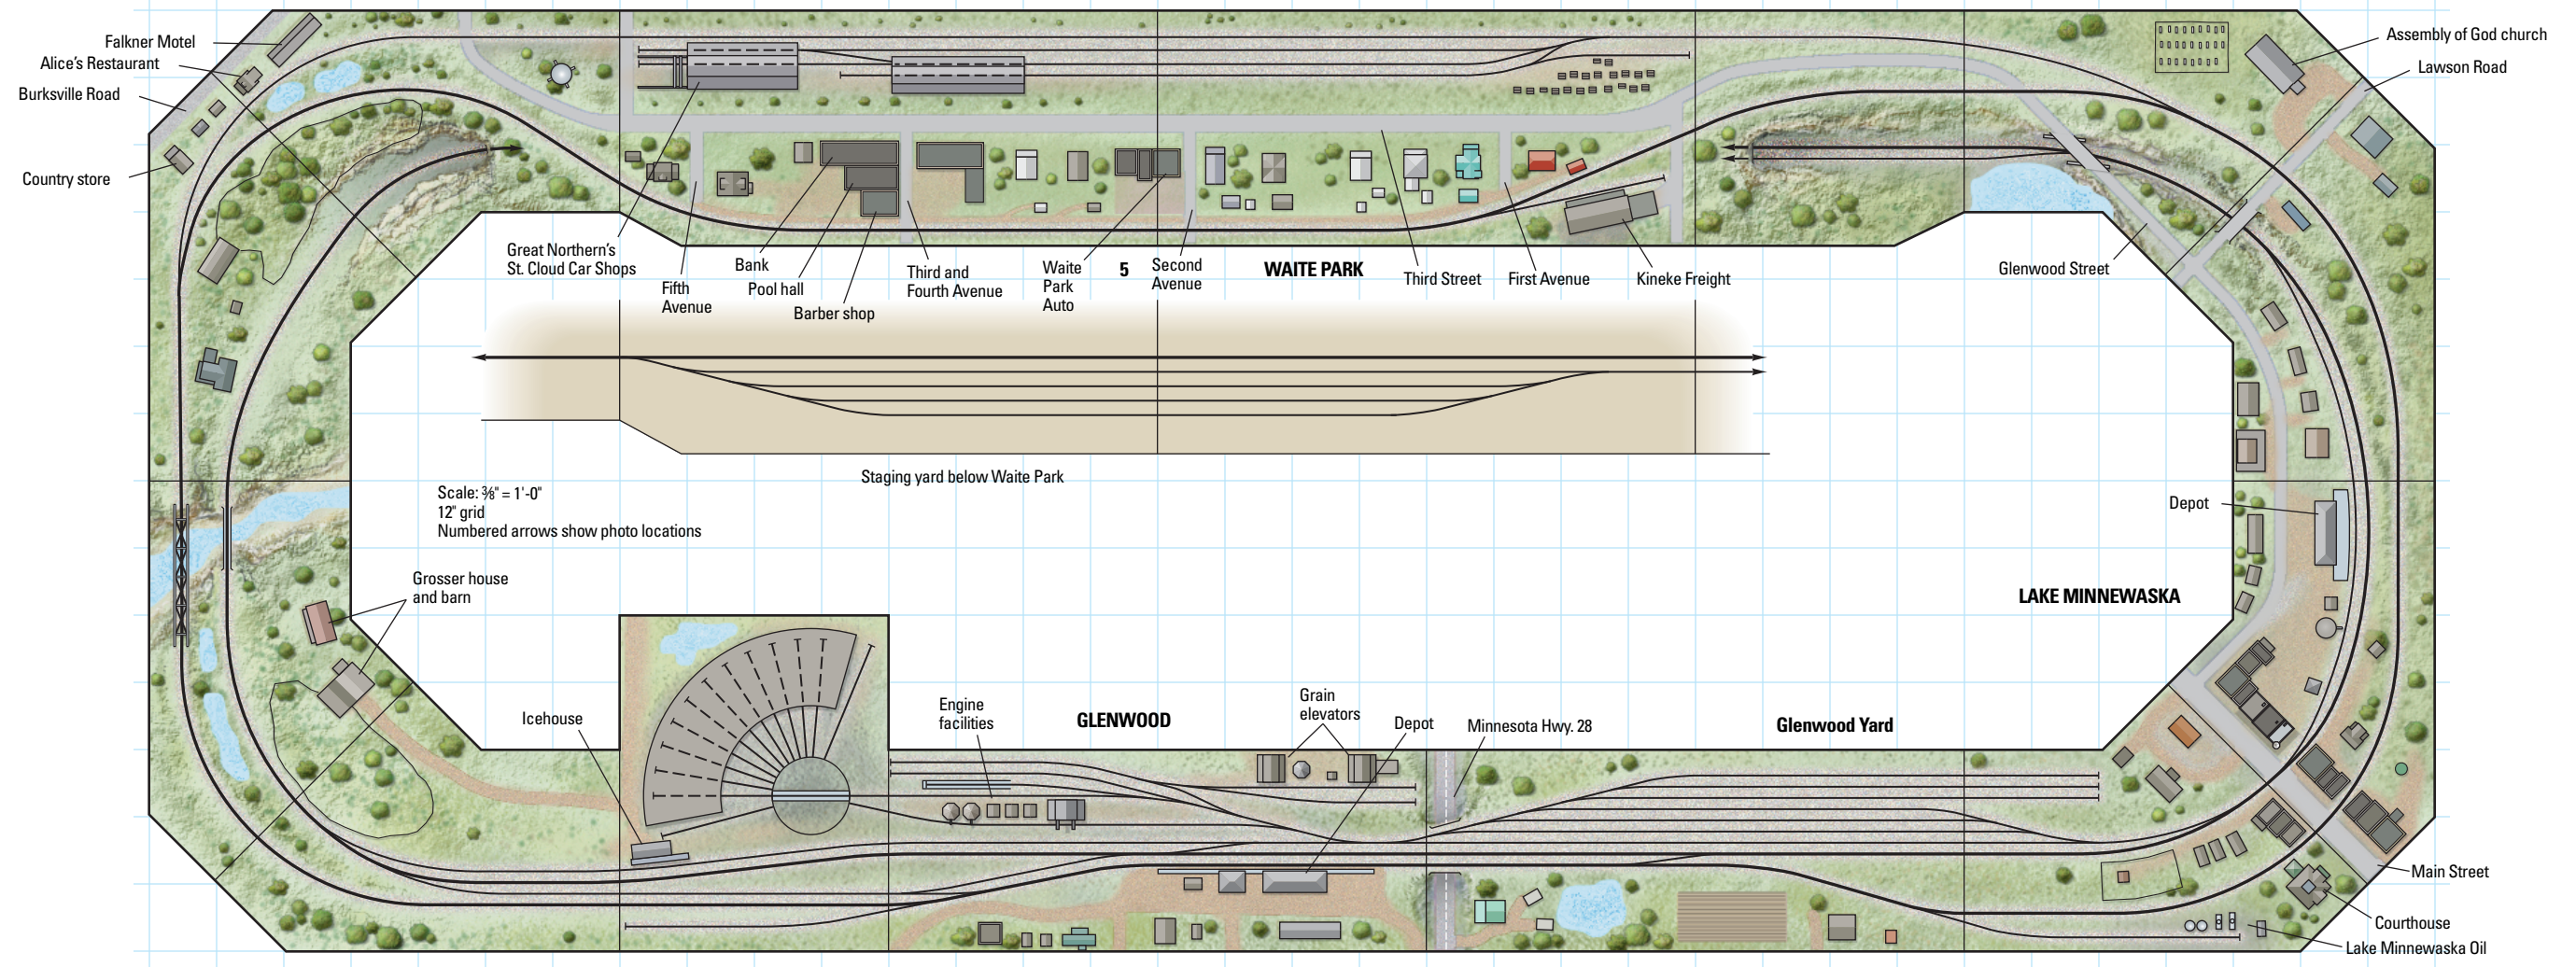 Falkner Motel
Alice's Restaurant
Burksville Road
Country store
Assembly of God church
Lawson Road
Great Northern's
St. Cloud Car Shops
Fifth
Avenue
Bank
Pool hall
Barber shop
Third and
Fourth Avenue
Waite
Park
Auto
5
Second
Avenue
WAITE PARK
Third Street
First Avenue
Kineke Freight
Glenwood Street
Staging yard below Waite Park
Scale: ⅜" = 1'-0"
12" grid
Numbered arrows show photo locations
Depot
Grosser house
and barn
LAKE MINNEWASKA
Icehouse
Engine
facilities
GLENWOOD
Grain
elevators
Depot
Minnesota Hwy. 28
Glenwood Yard
Main Street
Courthouse
Lake Minnewaska Oil